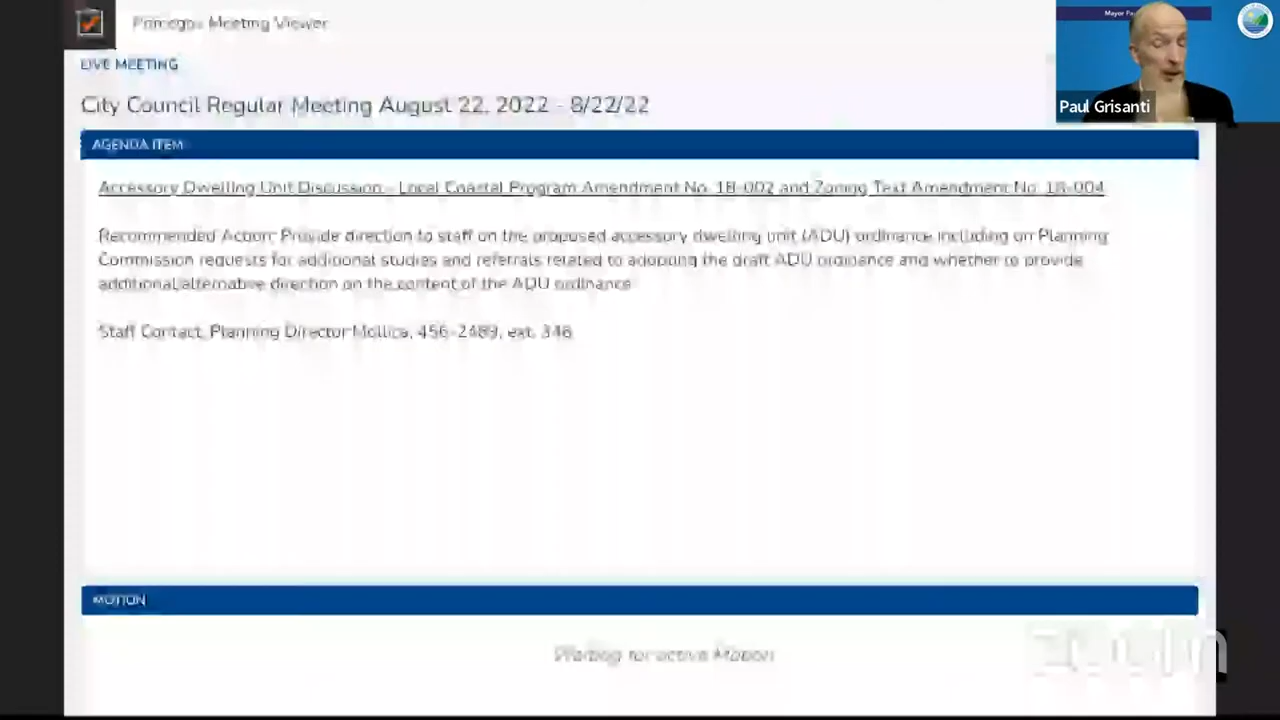 Primegov Meeting Viewer
LIVE MEETING
City Council Regular Meeting August 22, 2022 - 8/22/22
Mayor
Paul Grisanti
AGENDA ITEM
Accessory Dwelling Unit Discussion - Local Coastal Program Amendment No. 18-002 and Zoning Text Amendment No. 18-004
Recommended Action: Provide direction to staff on the proposed accessory dwelling unit (ADU) ordinance including on Planning
Commission requests for additional studies and referrals related to adopting the draft ADU ordinance and whether to provide
additional/alternative direction on the content of the ADU ordinance.
Staff Contact: Planning Director Mollica, 456-2489, ext. 346
MOTION
Waiting for active Motion
zoom